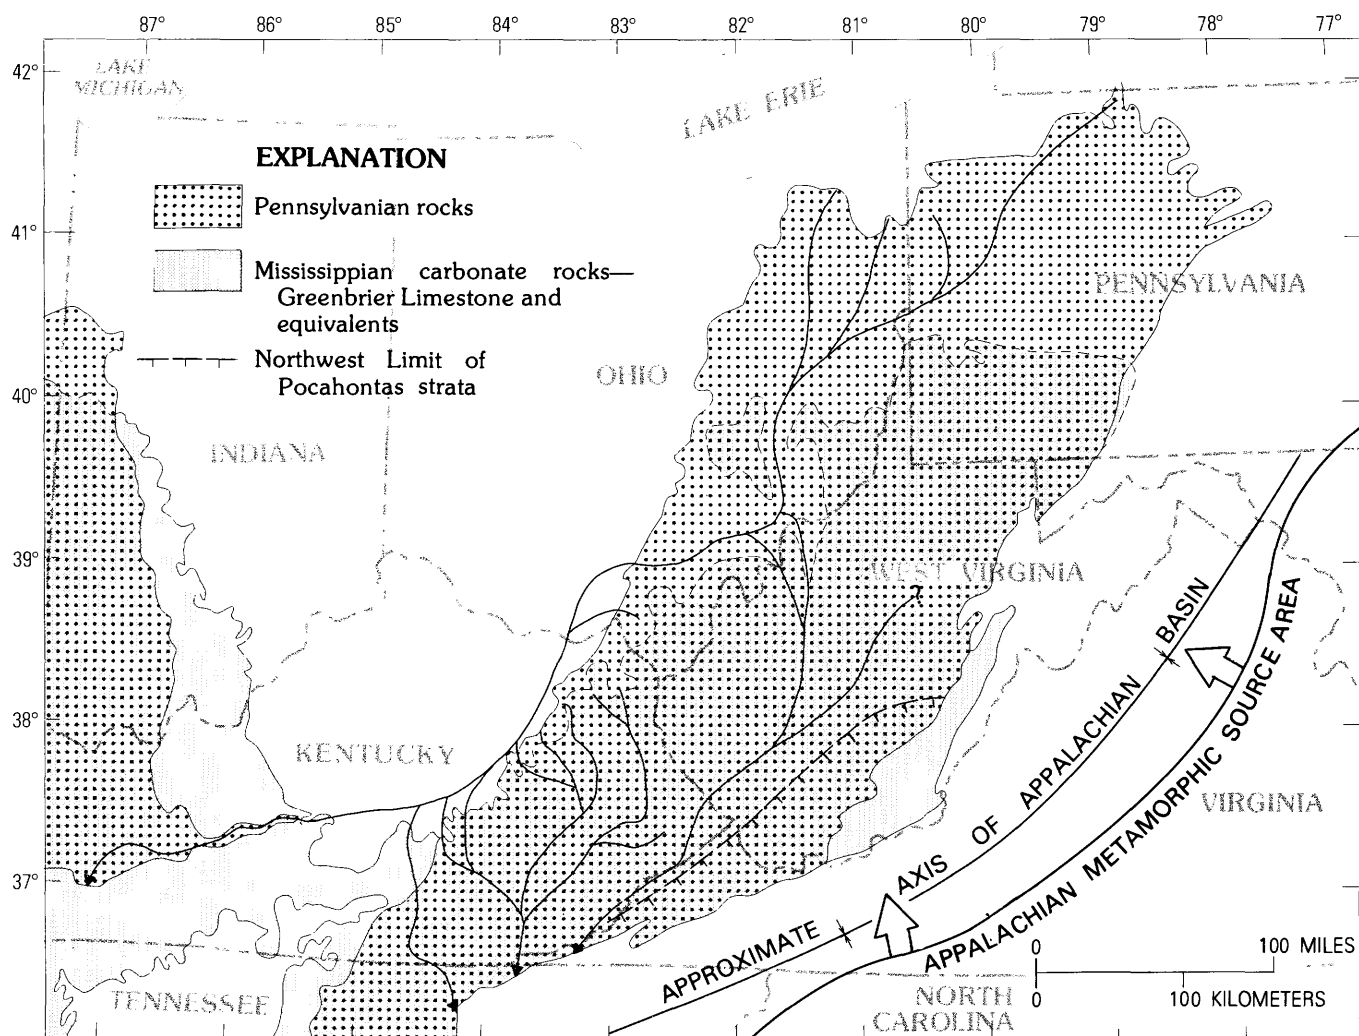 87° 86° 85° 84° 83° 82° 81° 80° 79° 78° 77°
42°
LAKE
MICHIGAN
LAKE ERIE
EXPLANATION
Pennsylvanian rocks
41°
Mississippian carbonate rocks—
Greenbrier Limestone and
equivalents
PENNSYLVANIA
Northwest Limit of
Pocahontas strata
OHIO
40°
INDIANA
39°
WEST VIRGINIA
?
38°
KENTUCKY
VIRGINIA
37°
APPROXIMATE AXIS OF APPALACHIAN BASIN
APPALACHIAN METAMORPHIC SOURCE AREA
0 100 MILES
0 100 KILOMETERS
TENNESSEE
NORTH
CAROLINA